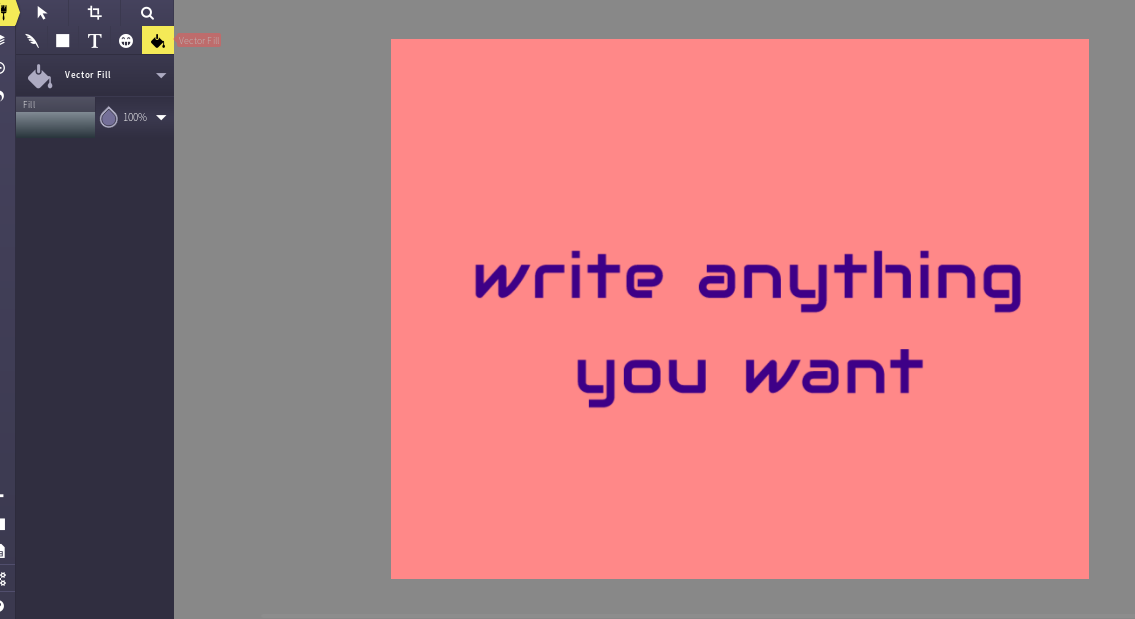 T
Vector Fill
Vector Fill
Fill
100%
write anything
you want